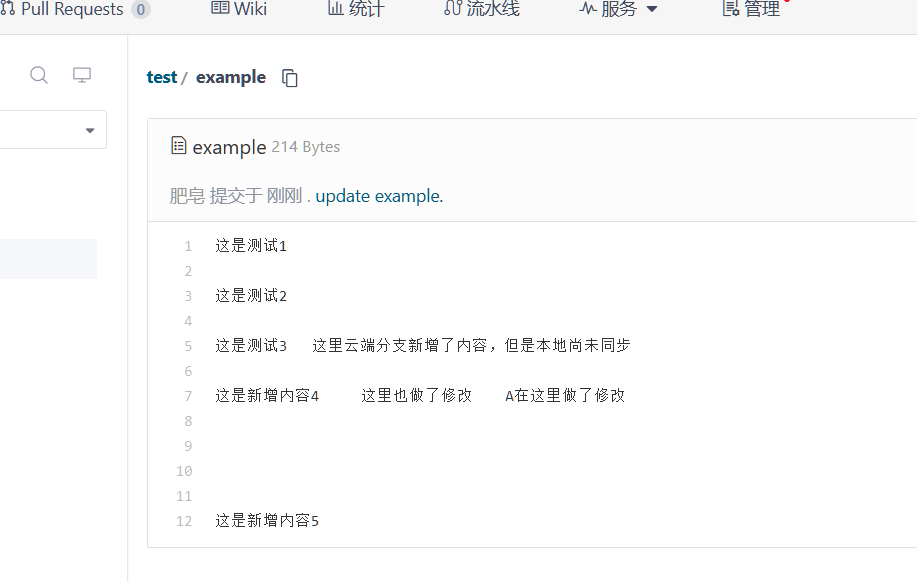 Pull Requests 0 Wiki 统计 流水线 服务 管理
test / example
example 214 Bytes
肥皂 提交于 刚刚 . update example.
1 这是测试1
2
3 这是测试2
4
5 这是测试3 这里云端分支新增了内容，但是本地尚未同步
6
7 这是新增内容4 这里也做了修改 A在这里做了修改
8
9
10
11
12 这是新增内容5